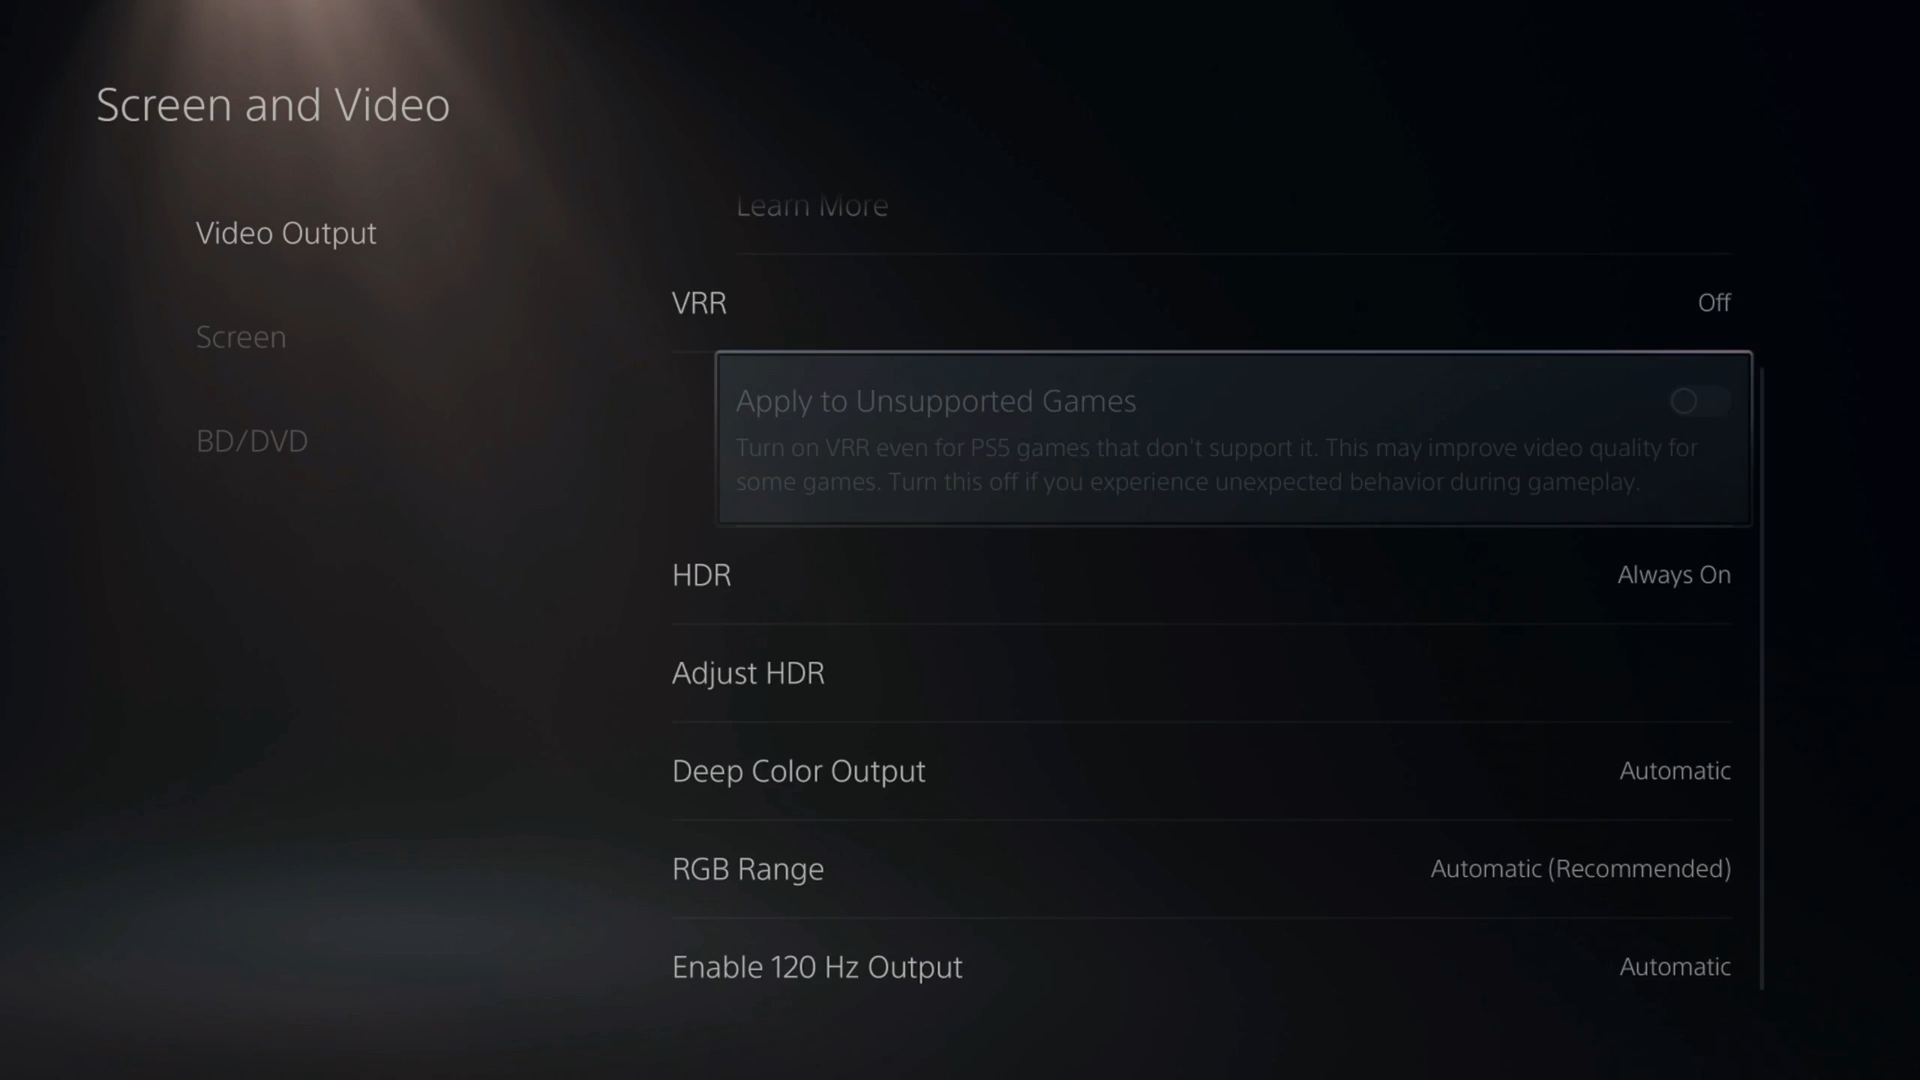 Screen and Video
Video Output
Screen
BD/DVD
Learn More
VRR
Off
Apply to Unsupported Games
Turn on VRR even for PS5 games that don't support it. This may improve video quality for
some games. Turn this off if you experience unexpected behavior during gameplay.
HDR
Always On
Adjust HDR
Deep Color Output
Automatic
RGB Range
Automatic (Recommended)
Enable 120 Hz Output
Automatic